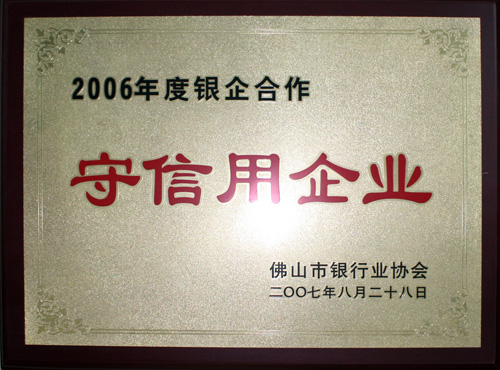 2006年度银企合作
守信用企业
佛山市银行业协会
二〇〇七年八月二十八日